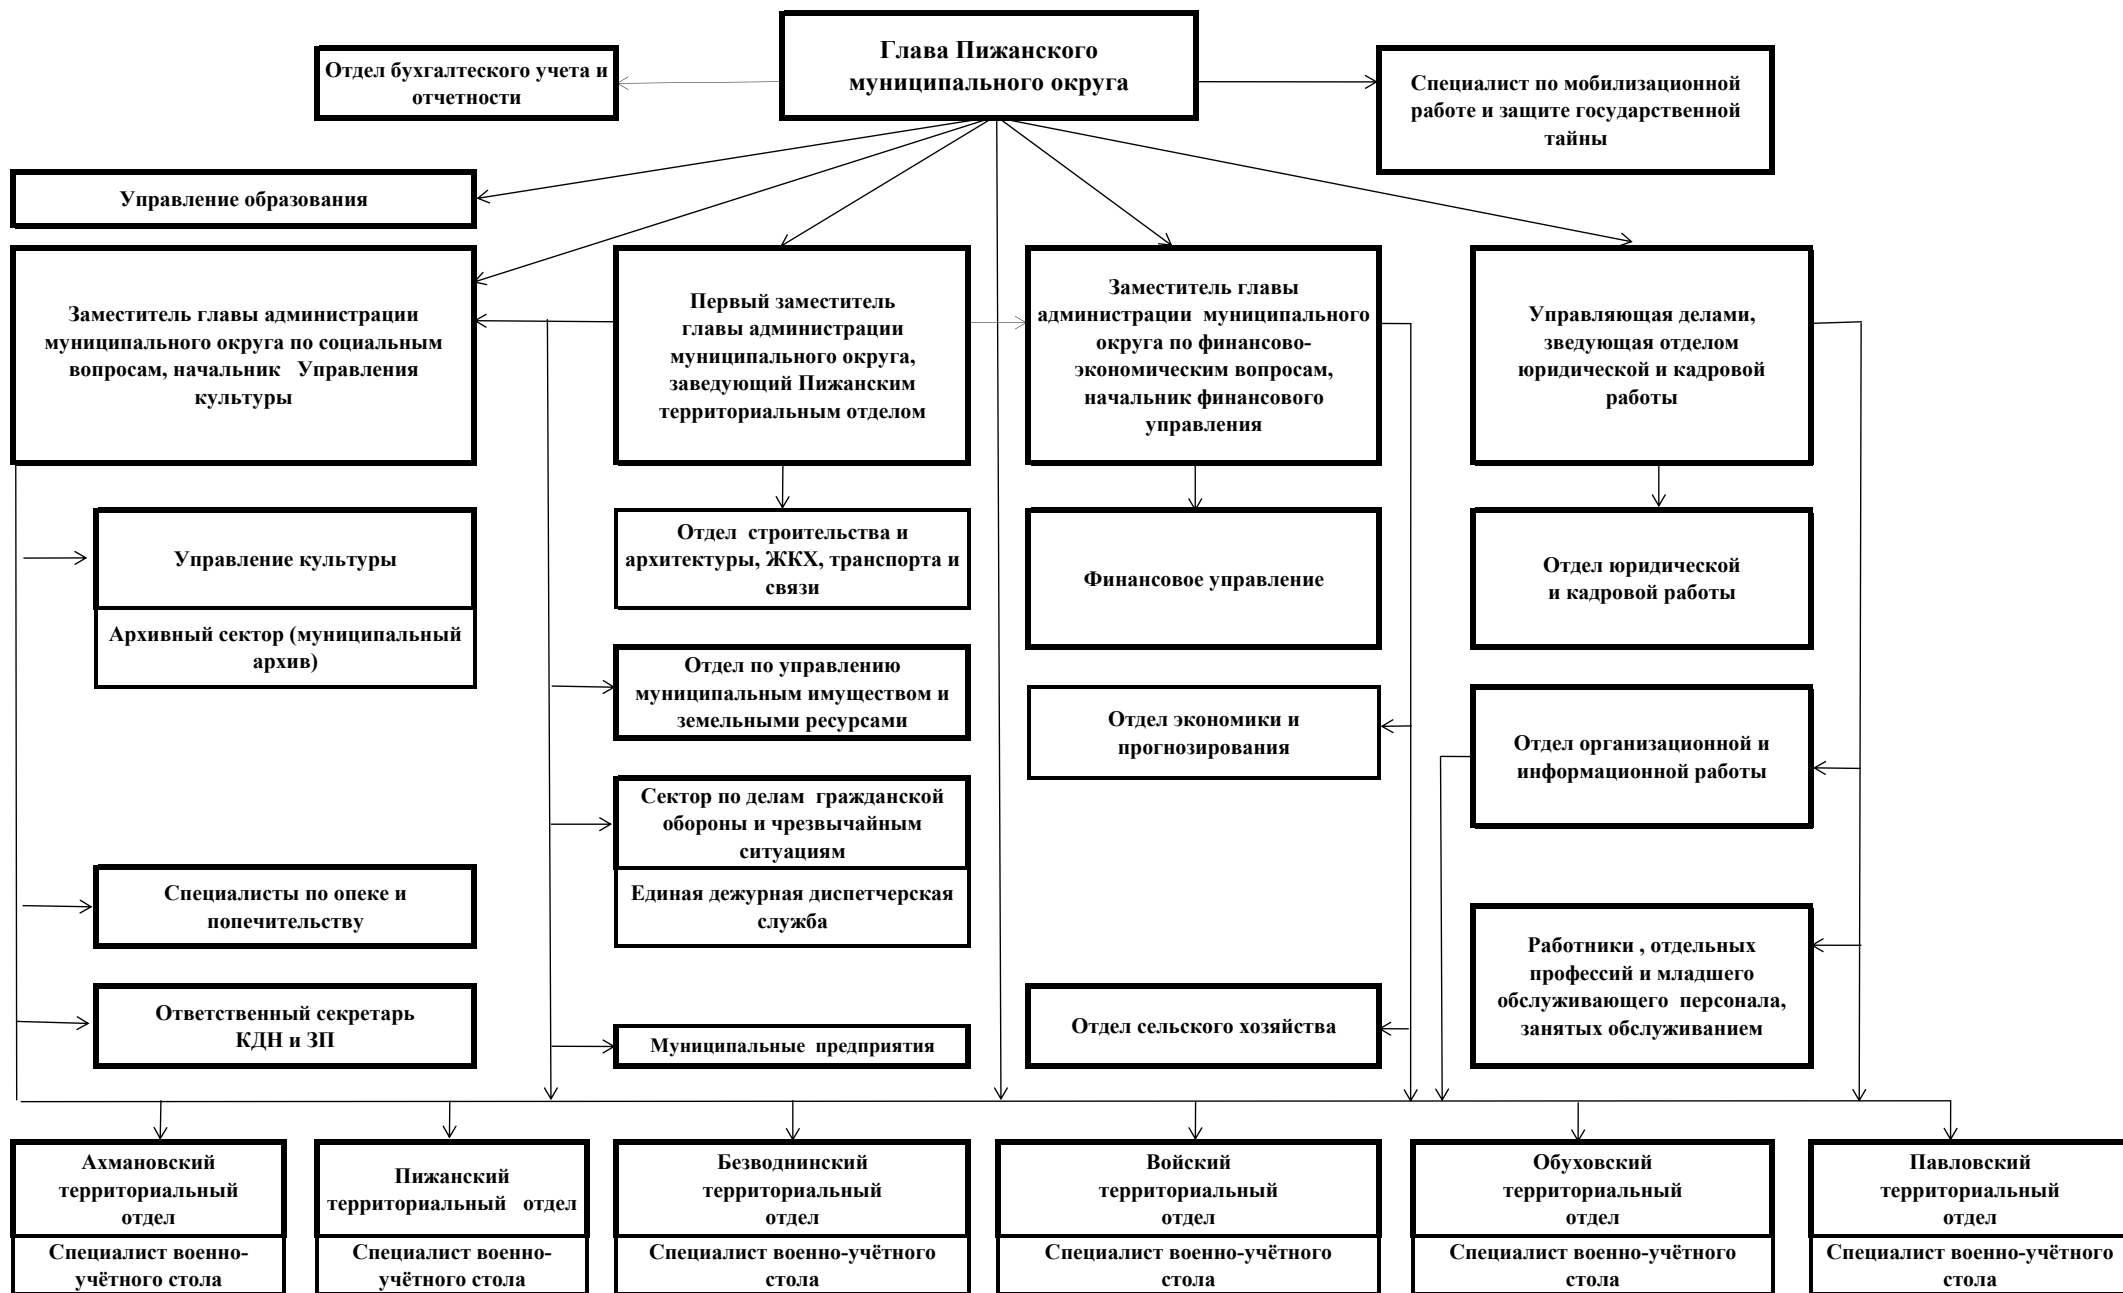 Глава Пижанского
муниципального округа
Отдел бухгалтеского учета и
отчетности
Специалист по мобилизационной
работе и защите государственной
тайны
Управление образования
Заместитель главы администрации
муниципального округа по социальным
вопросам, начальник Управления
культуры
Первый заместитель
главы администрации
муниципального округа,
заведующий Пижанским
территориальным отделом
Заместитель главы
администрации муниципального
округа по финансово-
экономическим вопросам,
начальник финансового
управления
Управляющая делами,
зведующая отделом
юридической и кадровой
работы
Управление культуры
Архивный сектор (муниципальный
архив)
Отдел строительства и
архитектуры, ЖКХ, транспорта и
связи
Финансовое управление
Отдел юридической
и кадровой работы
Отдел по управлению
муниципальным имуществом и
земельными ресурсами
Отдел экономики и
прогнозирования
Отдел организационной и
информационной работы
Сектор по делам гражданской
обороны и чрезвычайным
ситуациям
Единая дежурная диспетчерская
служба
Специалисты по опеке и
попечительству
Работники , отдельных
профессий и младшего
обслуживающего персонала,
занятых обслуживанием
Ответственный секретарь
КДН и ЗП
Муниципальные предприятия
Отдел сельского хозяйства
Ахмановский
территориальный
отдел
Специалист военно-
учётного стола
Пижанский
территориальный отдел
Специалист военно-
учётного стола
Безводнинский
территориальный
отдел
Специалист военно-учётного
стола
Войский
территориальный
отдел
Специалист военно-учётного
стола
Обуховский
территориальный
отдел
Специалист военно-учётного
стола
Павловский
территориальный
отдел
Специалист военно-учётного
стола